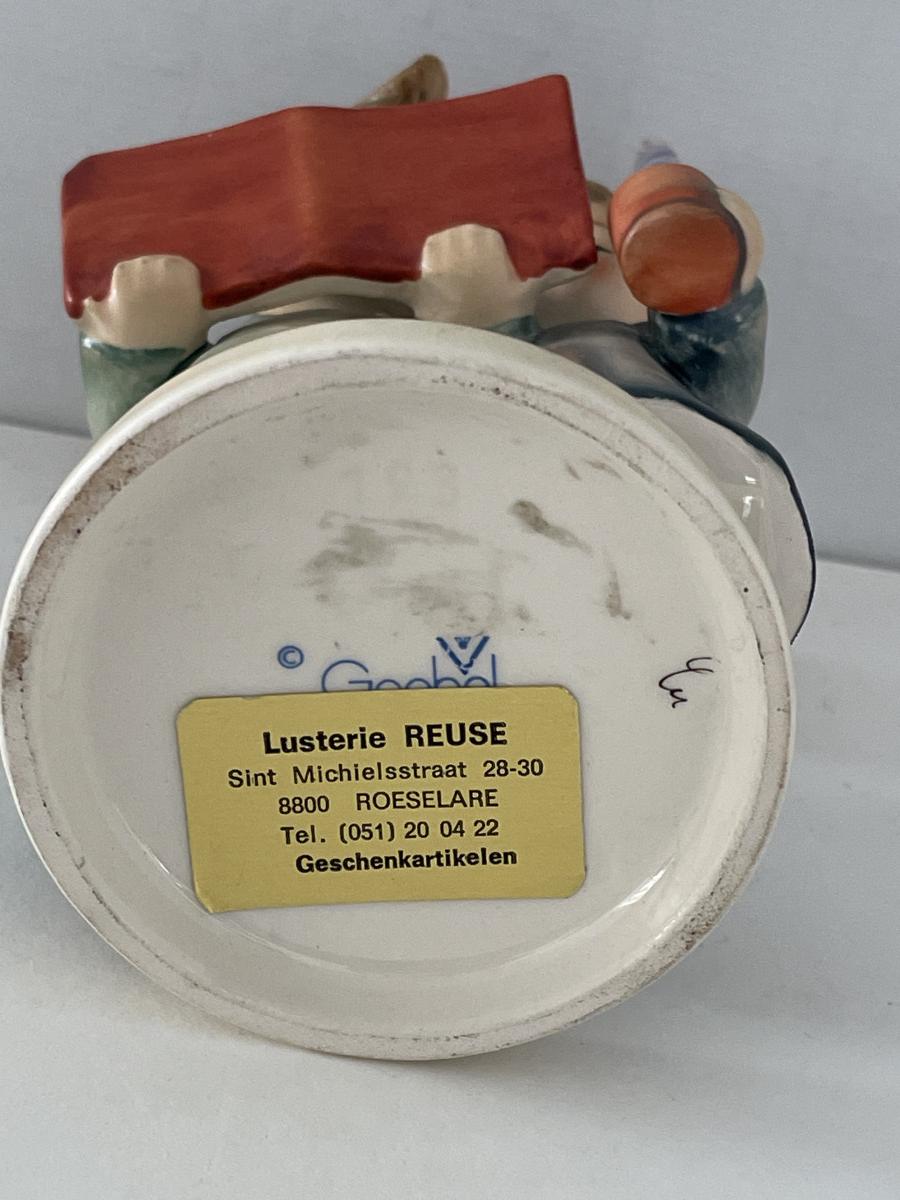 © Goebel
Lusterie REUSE
Sint Michielsstraat 28-30
8800 ROESELARE
Tel. (051) 20 04 22
Geschenkartikelen